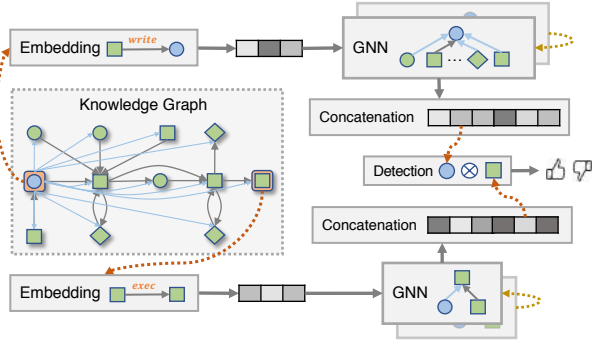 Embedding
write
GNN
...
Knowledge Graph
Concatenation
Detection
Concatenation
Embedding
exec
GNN